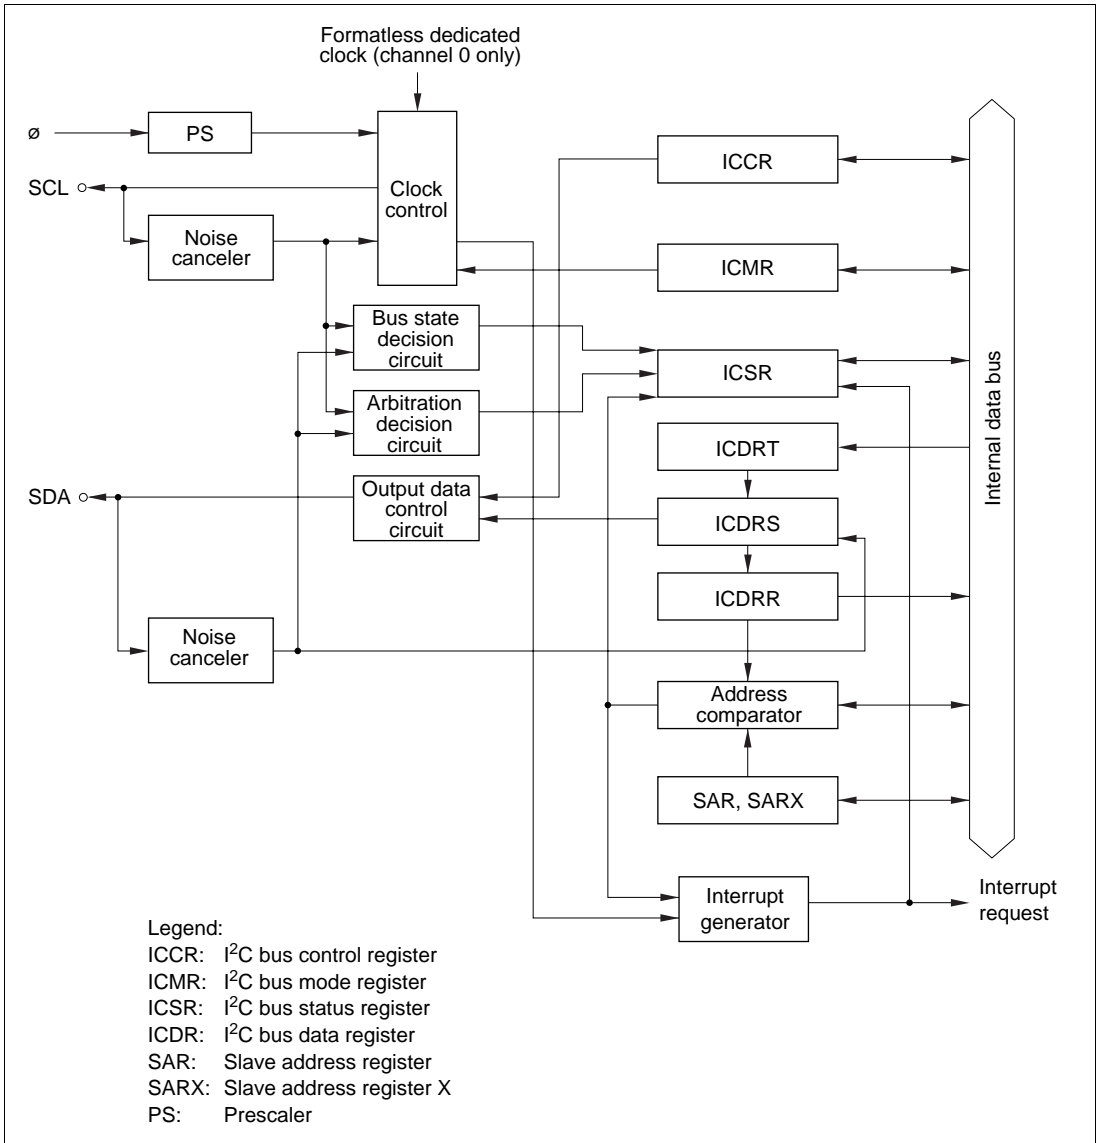 Formatless dedicated
clock (channel 0 only)
ø
PS
SCL
Clock
control
Noise
canceler
ICCR
ICMR
Bus state
decision
circuit
ICSR
Arbitration
decision
circuit
ICDRT
SDA
Output data
control
circuit
ICDRS
ICDRR
Noise
canceler
Address
comparator
SAR, SARX
Internal data bus
Interrupt
generator
Interrupt
request
Legend:
ICCR: I²C bus control register
ICMR: I²C bus mode register
ICSR: I²C bus status register
ICDR: I²C bus data register
SAR: Slave address register
SARX: Slave address register X
PS: Prescaler